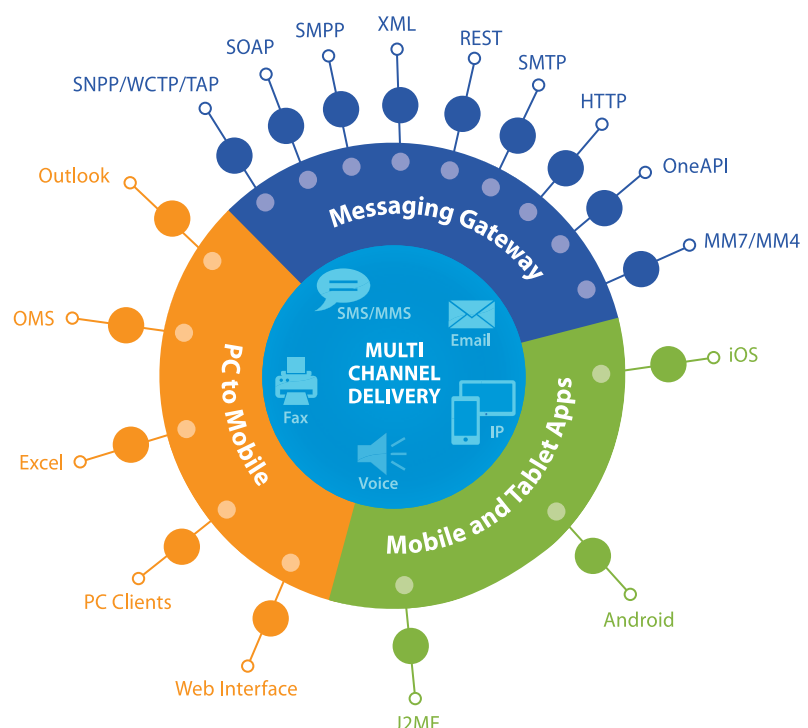 XML
SMPP
REST
SOAP
SMTP
SNPP/WCTP/TAP
HTTP
OneAPI
MM7/MM4
Messaging Gateway
Outlook
OMS
Excel
PC Clients
Web Interface
PC to Mobile
iOS
Android
J2ME
Mobile and Tablet Apps
SMS/MMS
Email
MULTI
CHANNEL
DELIVERY
Fax
IP
Voice